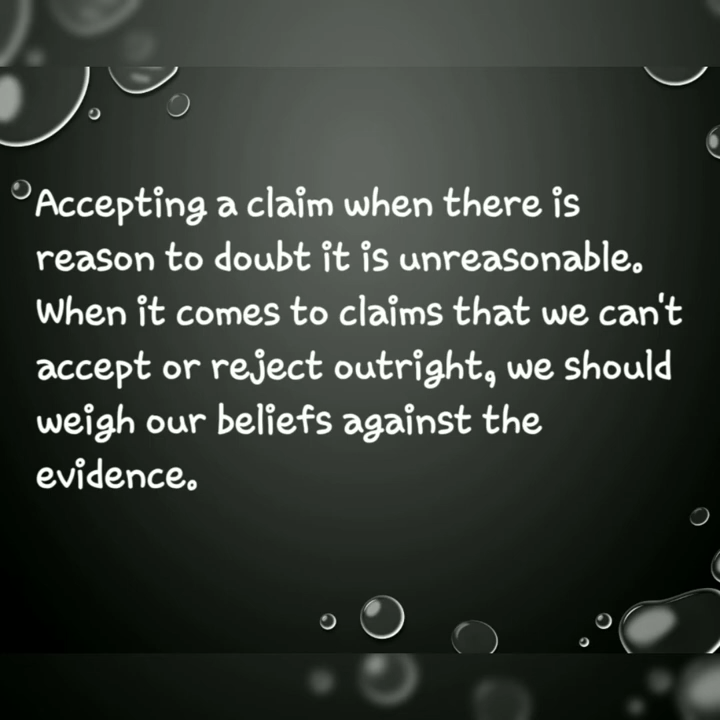 Accepting a claim when there is
reason to doubt it is unreasonable.
When it comes to claims that we can't
accept or reject outright, we should
weigh our beliefs against the
evidence.